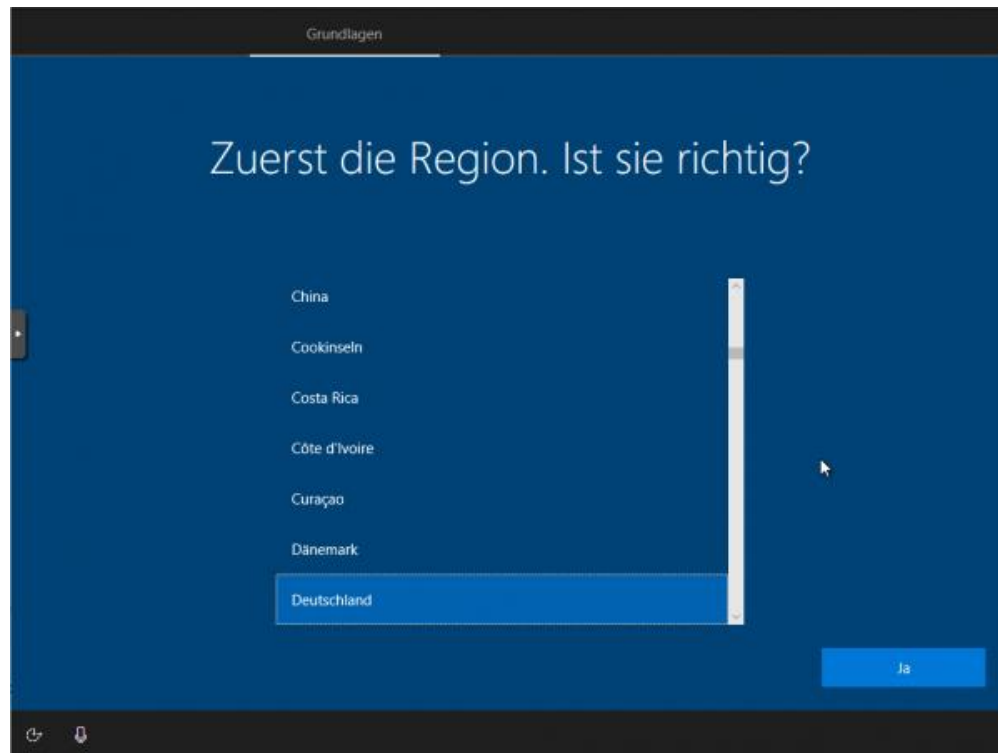 Grundlagen
Zuerst die Region. Ist sie richtig?
China
Cookinseln
Costa Rica
Côte d'Ivoire
Curaçao
Dänemark
Deutschland
Ja